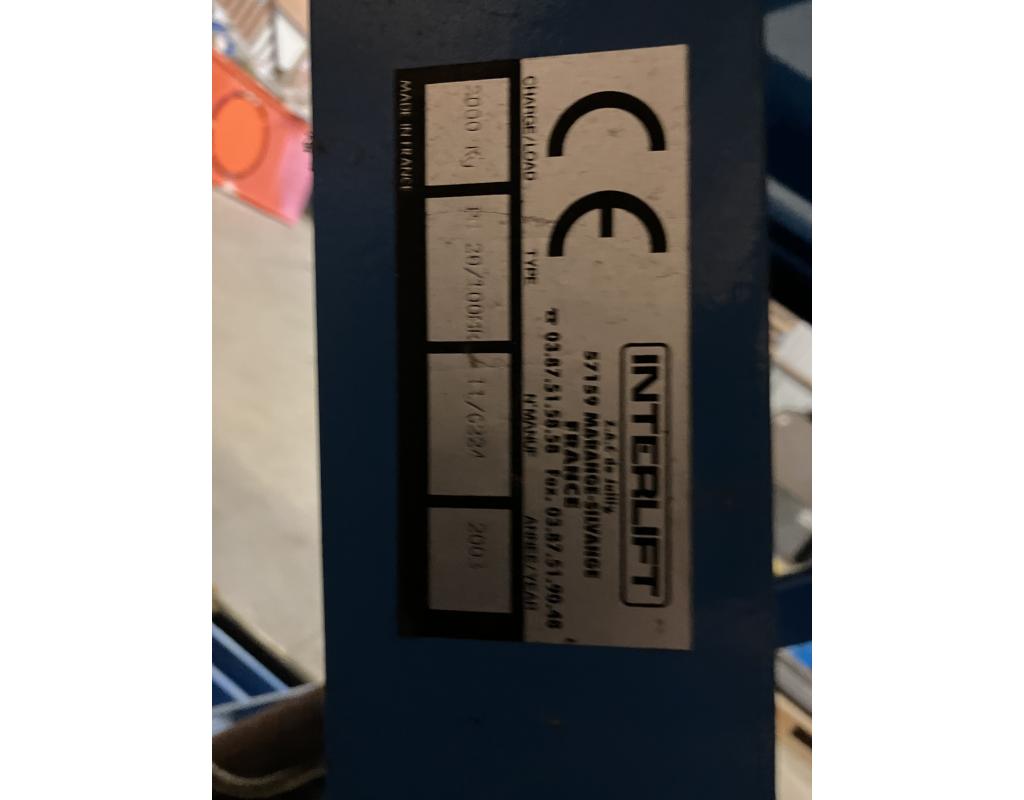 CE
INTERLIFT
Z.A.C de Jailly
57159 MARANGE-SILVANGE
FRANCE
☎ 03.87.51.58.58 Fax. 03.87.51.90.46
CHARGE/LOAD TYPE N°MANUF ANNEE/YEAR
2000 Kg
MADE IN FRANCE